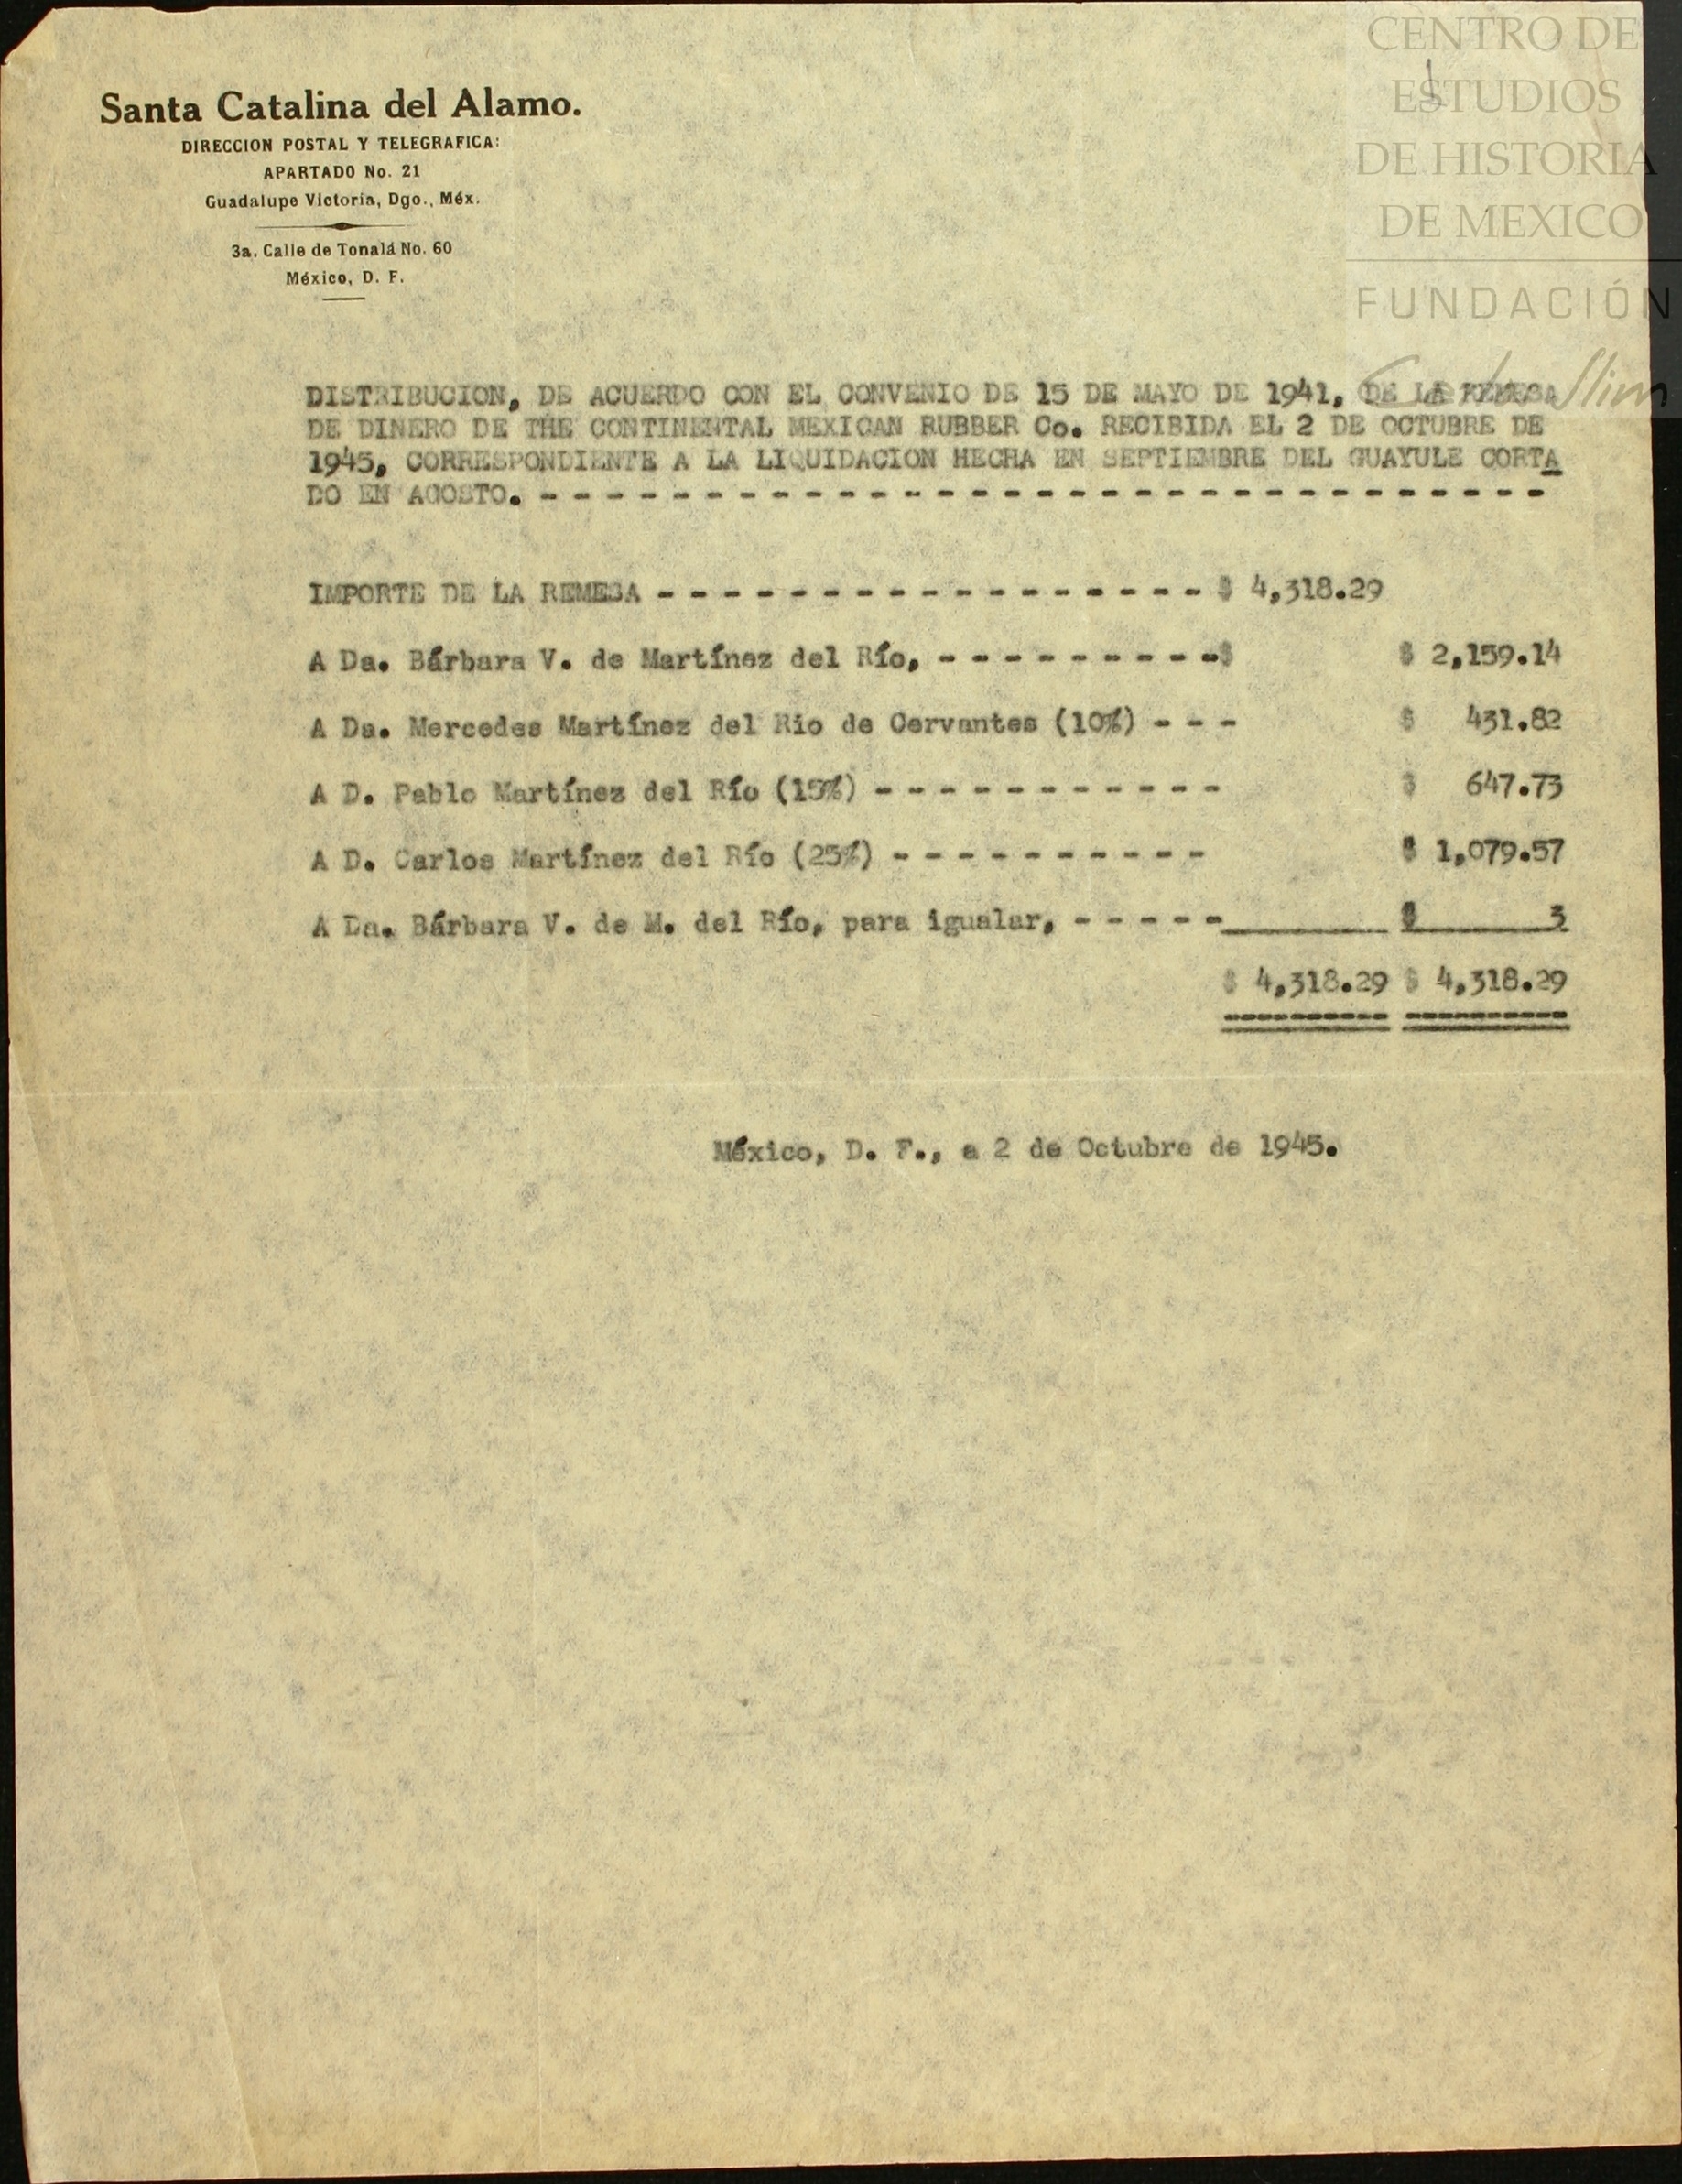 CENTRO DE
ESTUDIOS
DE HISTORIA
DE MEXICO
FUNDACIÓN
Carlos Slim
Santa Catalina del Alamo.
DIRECCION POSTAL Y TELEGRAFICA:
APARTADO No. 21
Guadalupe Victoria, Dgo., Méx.
3a. Calle de Tonalá No. 60
México, D. F.
DISTRIBUCION, DE ACUERDO CON EL CONVENIO DE 15 DE MAYO DE 1941, DE LA REMESA
DE DINERO DE THE CONTINENTAL MEXICAN RUBBER Co. RECIBIDA EL 2 DE OCTUBRE DE
1945, CORRESPONDIENTE A LA LIQUIDACION HECHA EN SEPTIEMBRE DEL GUAYULE CORTA
DO EN AGOSTO. - - - - - - - - - - - - - - - - - - - - - - - - - - - - - - -
IMPORTE DE LA REMESA - - - - - - - - - - - - - - - - - $ 4,318.29
A Da. Bárbara V. de Martínez del Río, - - - - - - - - - -$ $ 2,159.14
A Da. Mercedes Martínez del Rio de Cervantes (10%) - - - $ 431.82
A D. Pablo Martínez del Río (15%) - - - - - - - - - - - $ 647.73
A D. Carlos Martínez del Río (25%) - - - - - - - - - - $ 1,079.57
A Da. Bárbara V. de M. del Río, para igualar, - - - - - $ 3
$ 4,318.29 $ 4,318.29
México, D. F., a 2 de Octubre de 1945.